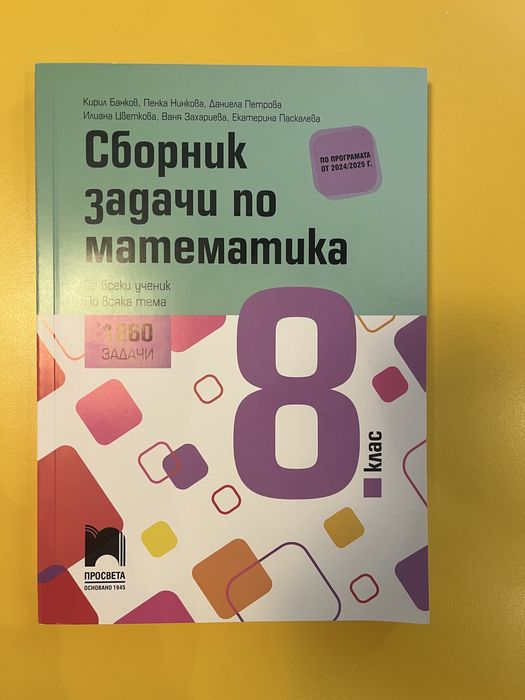 Кирил Банков, Пенка Нинкова, Даниела Петрова
Илиана Цветкова, Ваня Захариева, Екатерина Паскалева
Сборник
задачи по
математика
ПО ПРОГРАМАТА
ОТ 2024/2025 Г.
За всеки ученик
По всяка тема
1260
ЗАДАЧИ
8.
клас
ПРОСВЕТА
ОСНОВАНО 1945